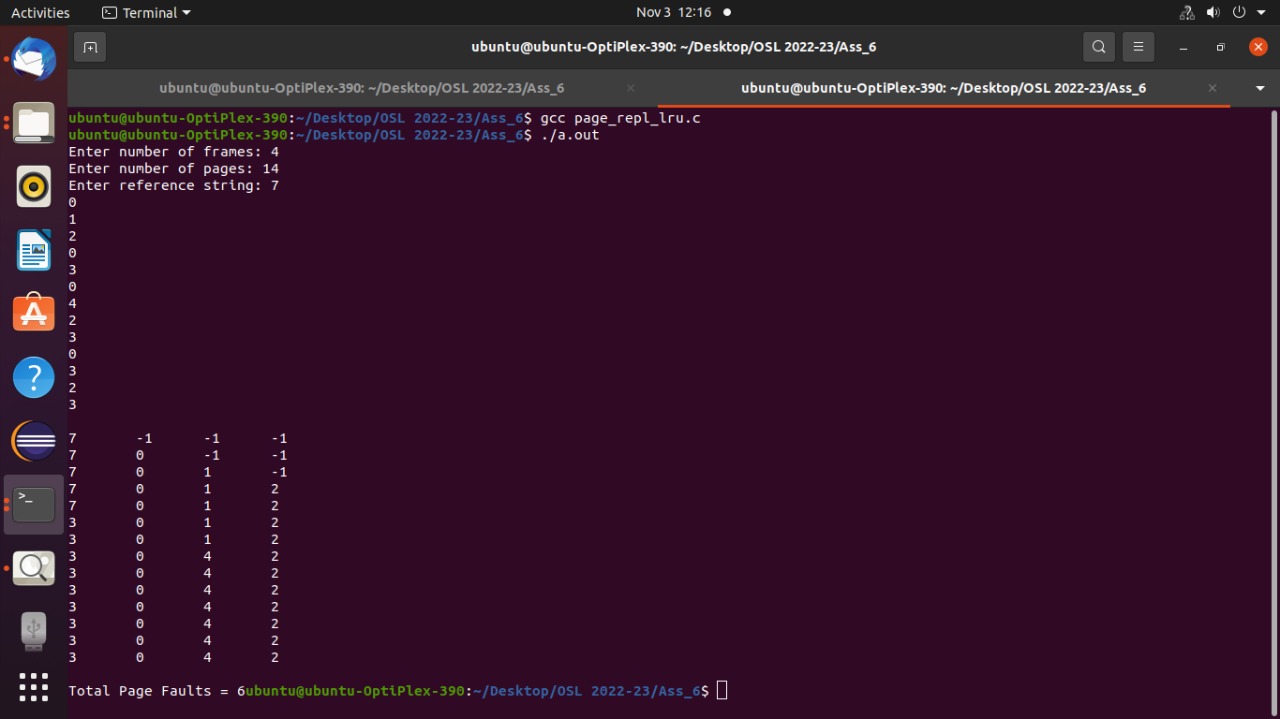 Activities Terminal Nov 3 12:16
ubuntu@ubuntu-OptiPlex-390: ~/Desktop/OSL 2022-23/Ass_6
ubuntu@ubuntu-OptiPlex-390: ~/Desktop/OSL 2022-23/Ass_6 × ubuntu@ubuntu-OptiPlex-390: ~/Desktop/OSL 2022-23/Ass_6 ×
ubuntu@ubuntu-OptiPlex-390:~/Desktop/OSL 2022-23/Ass_6$ gcc page_repl_lru.c
ubuntu@ubuntu-OptiPlex-390:~/Desktop/OSL 2022-23/Ass_6$ ./a.out
Enter number of frames: 4
Enter number of pages: 14
Enter reference string: 7
0
1
2
0
3
0
4
2
3
0
3
2
3
7 -1 -1 -1
7 0 -1 -1
7 0 1 -1
7 0 1 2
7 0 1 2
3 0 1 2
3 0 1 2
3 0 4 2
3 0 4 2
3 0 4 2
3 0 4 2
3 0 4 2
3 0 4 2
3 0 4 2
Total Page Faults = 6ubuntu@ubuntu-OptiPlex-390:~/Desktop/OSL 2022-23/Ass_6$